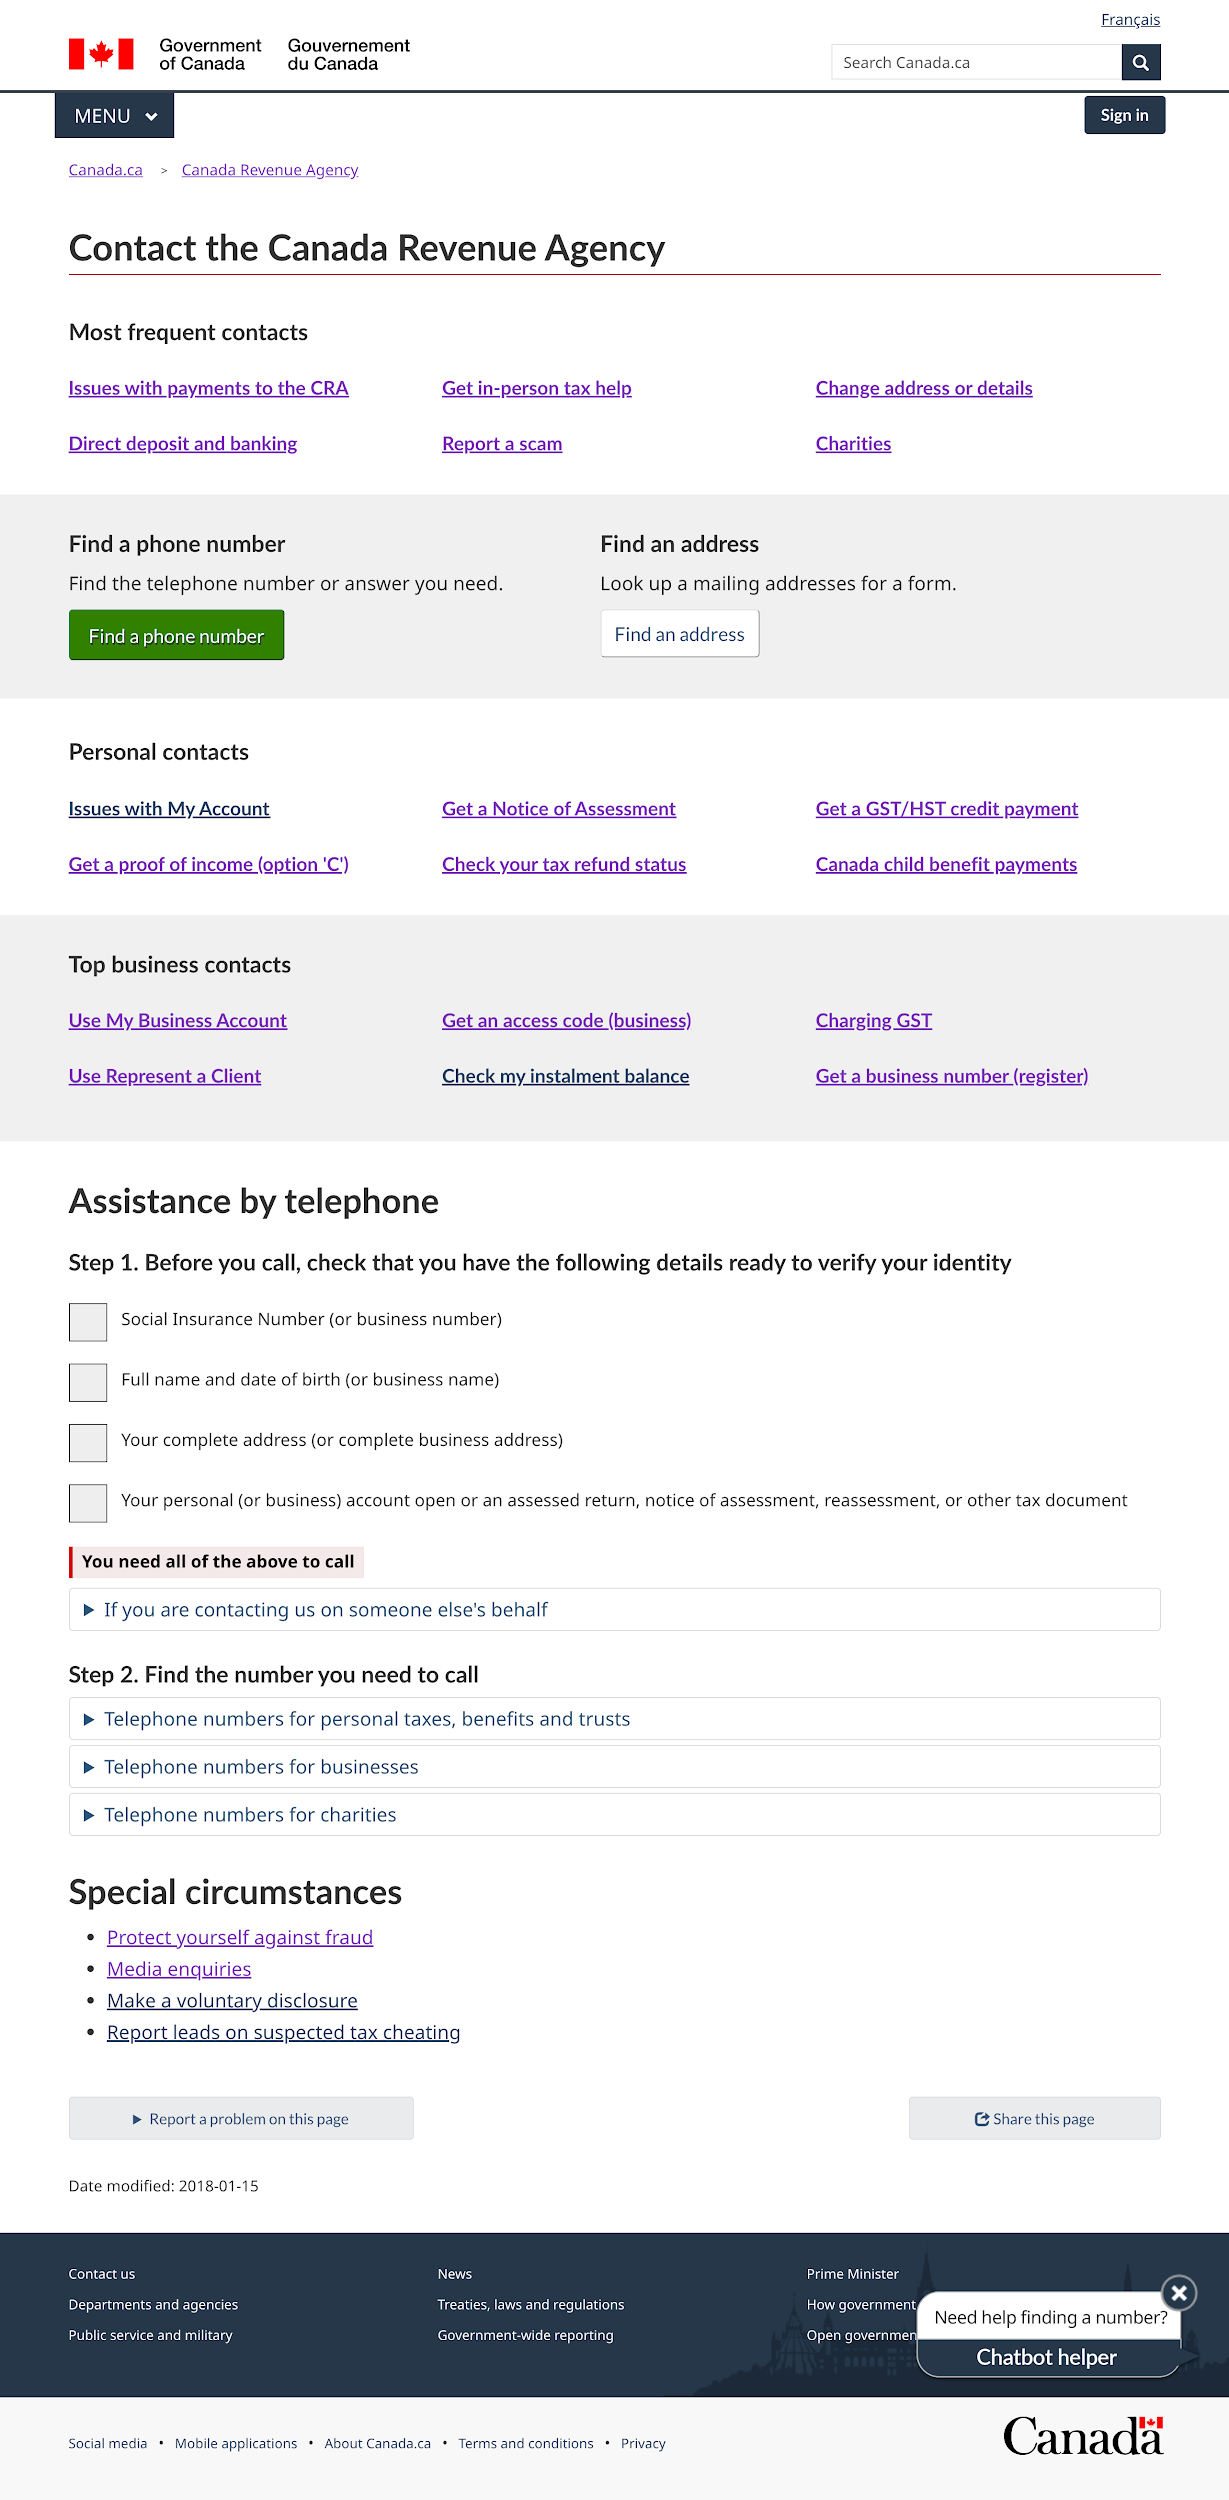 Français
Government of Canada
Gouvernement du Canada
Search Canada.ca
MENU
Sign in
Canada.ca > Canada Revenue Agency
Contact the Canada Revenue Agency
Most frequent contacts
Issues with payments to the CRA
Get in-person tax help
Change address or details
Direct deposit and banking
Report a scam
Charities
Find a phone number
Find the telephone number or answer you need.
Find a phone number
Find an address
Look up a mailing addresses for a form.
Find an address
Personal contacts
Issues with My Account
Get a Notice of Assessment
Get a GST/HST credit payment
Get a proof of income (option 'C')
Check your tax refund status
Canada child benefit payments
Top business contacts
Use My Business Account
Get an access code (business)
Charging GST
Use Represent a Client
Check my instalment balance
Get a business number (register)
Assistance by telephone
Step 1. Before you call, check that you have the following details ready to verify your identity
Social Insurance Number (or business number)
Full name and date of birth (or business name)
Your complete address (or complete business address)
Your personal (or business) account open or an assessed return, notice of assessment, reassessment, or other tax document
You need all of the above to call
If you are contacting us on someone else's behalf
Step 2. Find the number you need to call
Telephone numbers for personal taxes, benefits and trusts
Telephone numbers for businesses
Telephone numbers for charities
Special circumstances
• Protect yourself against fraud
• Media enquiries
• Make a voluntary disclosure
• Report leads on suspected tax cheating
Report a problem on this page
Share this page
Date modified: 2018-01-15
Contact us
News
Prime Minister
Departments and agencies
Treaties, laws and regulations
How government
Public service and military
Government-wide reporting
Open governmen
Need help finding a number?
Chatbot helper
Social media • Mobile applications • About Canada.ca • Terms and conditions • Privacy
Canada